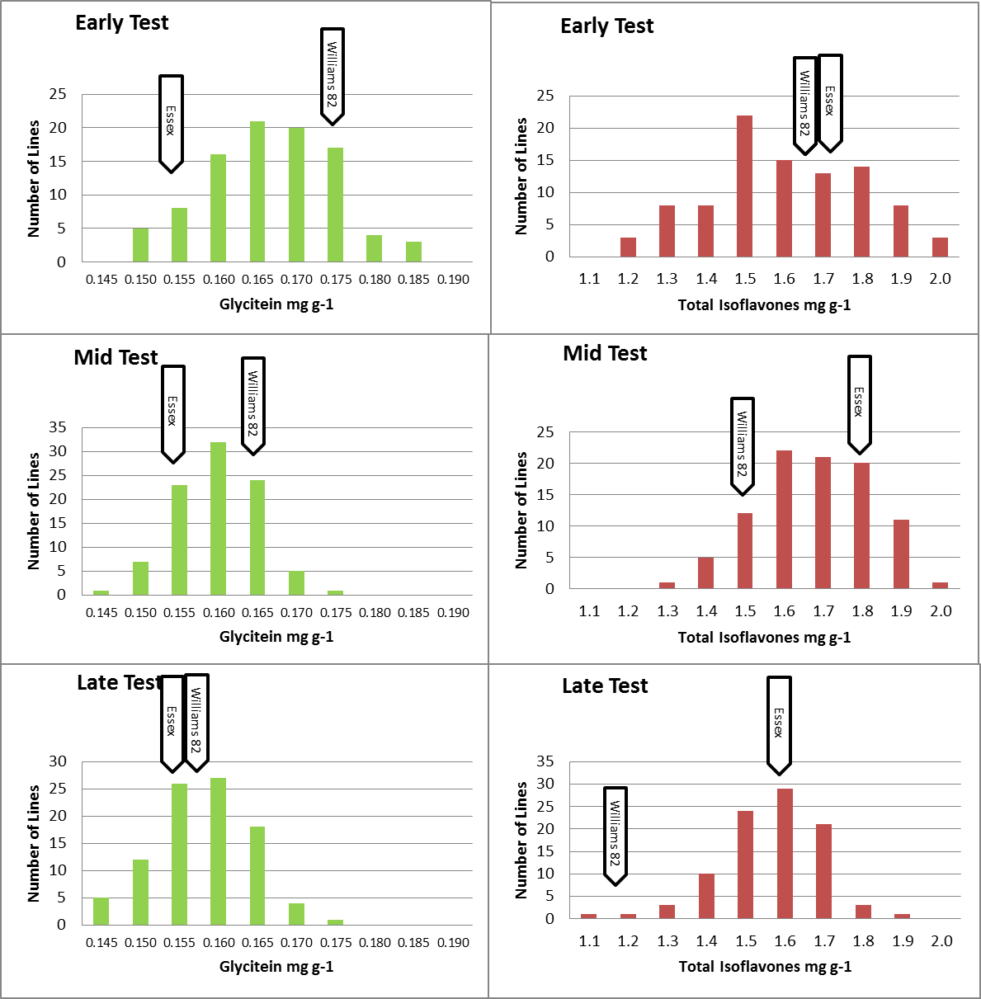 Early Test
Essex
Williams 82
Number of Lines
25
20
15
10
5
0
0.145 0.150 0.155 0.160 0.165 0.170 0.175 0.180 0.185 0.190
Glycitein mg g-1
Early Test
Williams 82
Essex
Number of Lines
25
20
15
10
5
0
1.1 1.2 1.3 1.4 1.5 1.6 1.7 1.8 1.9 2.0
Total Isoflavones mg g-1
Mid Test
Essex
Williams 82
Number of Lines
35
30
25
20
15
10
5
0
0.145 0.150 0.155 0.160 0.165 0.170 0.175 0.180 0.185 0.190
Glycitein mg g-1
Mid Test
Williams 82
Essex
Number of Lines
25
20
15
10
5
0
1.1 1.2 1.3 1.4 1.5 1.6 1.7 1.8 1.9 2.0
Total Isoflavones mg g-1
Late Test
Essex
Williams 82
Number of Lines
30
25
20
15
10
5
0
0.145 0.150 0.155 0.160 0.165 0.170 0.175 0.180 0.185 0.190
Glycitein mg g-1
Late Test
Williams 82
Essex
Number of Lines
35
30
25
20
15
10
5
0
1.1 1.2 1.3 1.4 1.5 1.6 1.7 1.8 1.9 2.0
Total Isoflavones mg g-1